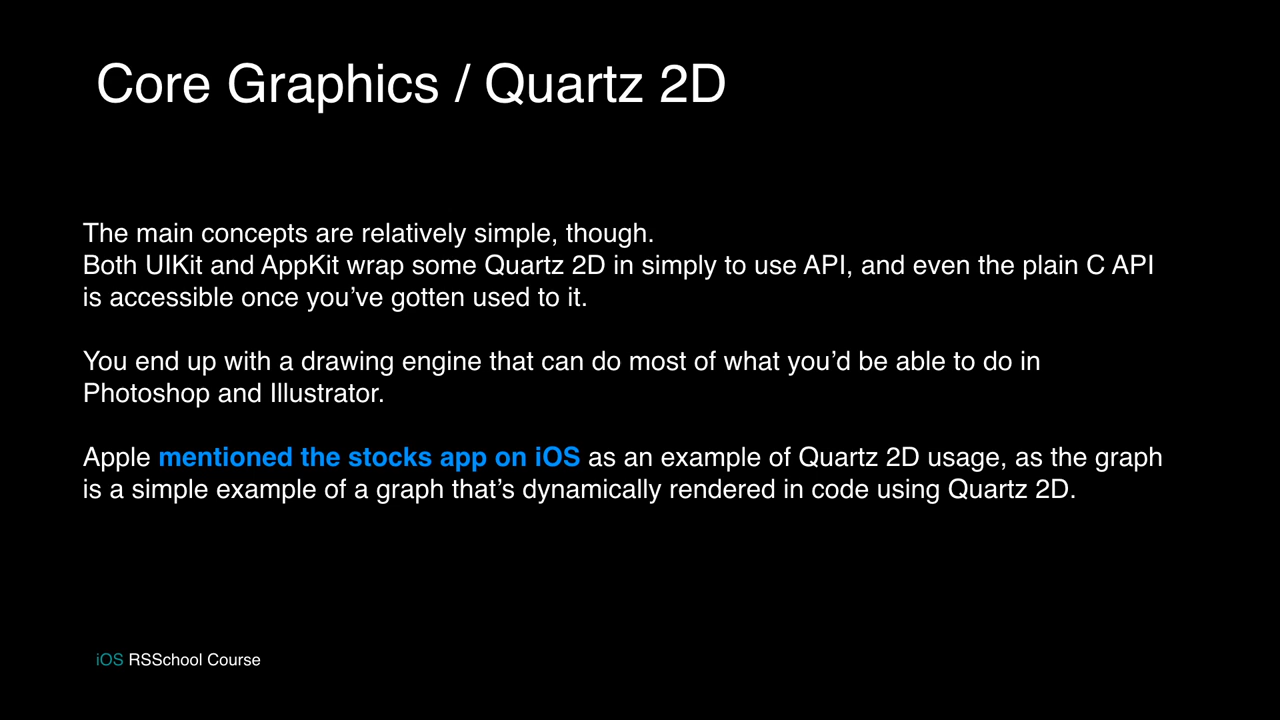 Core Graphics / Quartz 2D
The main concepts are relatively simple, though.
Both UIKit and AppKit wrap some Quartz 2D in simply to use API, and even the plain C API
is accessible once you’ve gotten used to it.
You end up with a drawing engine that can do most of what you’d be able to do in
Photoshop and Illustrator.
Apple mentioned the stocks app on iOS as an example of Quartz 2D usage, as the graph
is a simple example of a graph that’s dynamically rendered in code using Quartz 2D.
iOS RSSchool Course